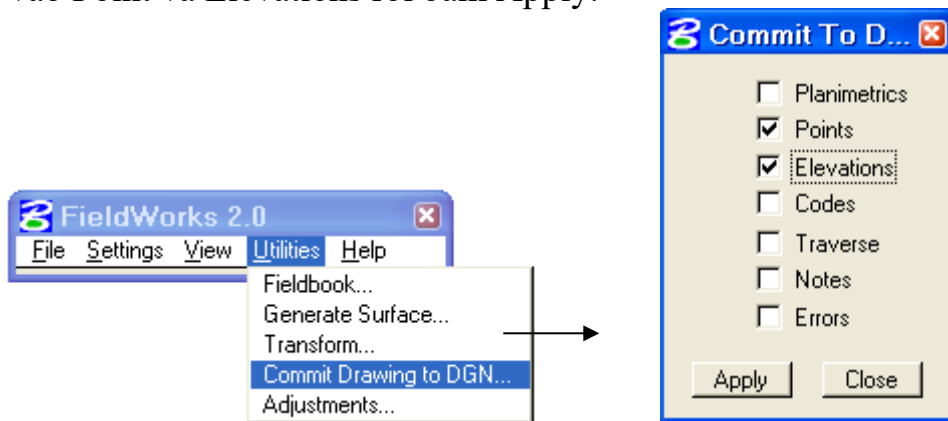 Commit To D...
Planimetrics
Points
Elevations
Codes
Traverse
Notes
Errors
Apply Close
FieldWorks 2.0
File Settings View Utilities Help
Fieldbook...
Generate Surface...
Transform...
Commit Drawing to DGN...
Adjustments...